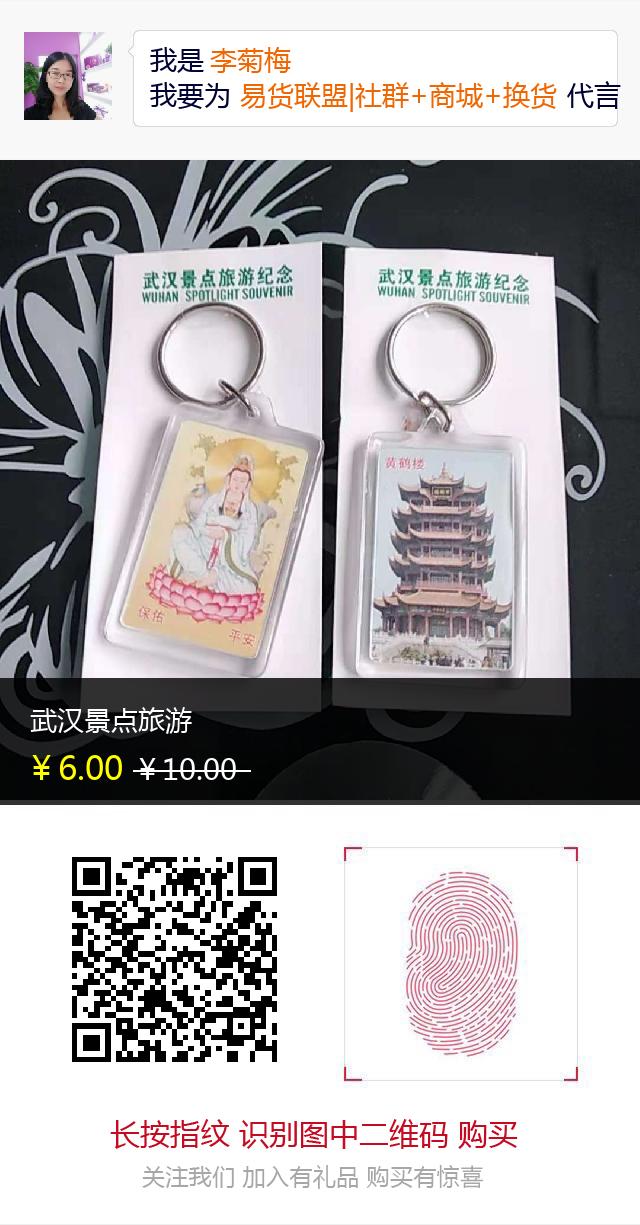 我是 李菊梅
我要为 易货联盟|社群+商城+换货 代言
武汉景点旅游纪念
WUHAN SPOTLIGHT SOUVENIR
武汉景点旅游纪念
WUHAN SPOTLIGHT SOUVENIR
保佑
平安
黄鹤楼
武汉景点旅游
￥6.00 ￥10.00
长按指纹 识别图中二维码 购买
关注我们 加入有礼品 购买有惊喜